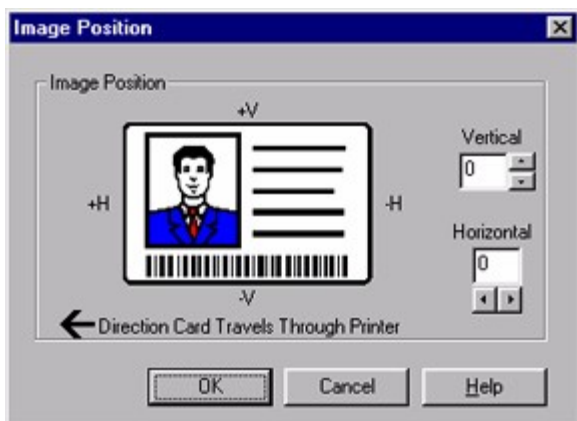 Image Position
Image Position
+V
Vertical
0
+H
-H
Horizontal
0
-V
Direction Card Travels Through Printer
OK
Cancel
Help